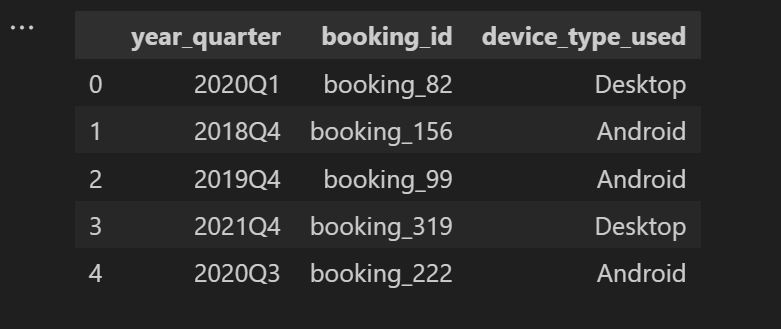 ...
year_quarter booking_id device_type_used
0 2020Q1 booking_82 Desktop
1 2018Q4 booking_156 Android
2 2019Q4 booking_99 Android
3 2021Q4 booking_319 Desktop
4 2020Q3 booking_222 Android